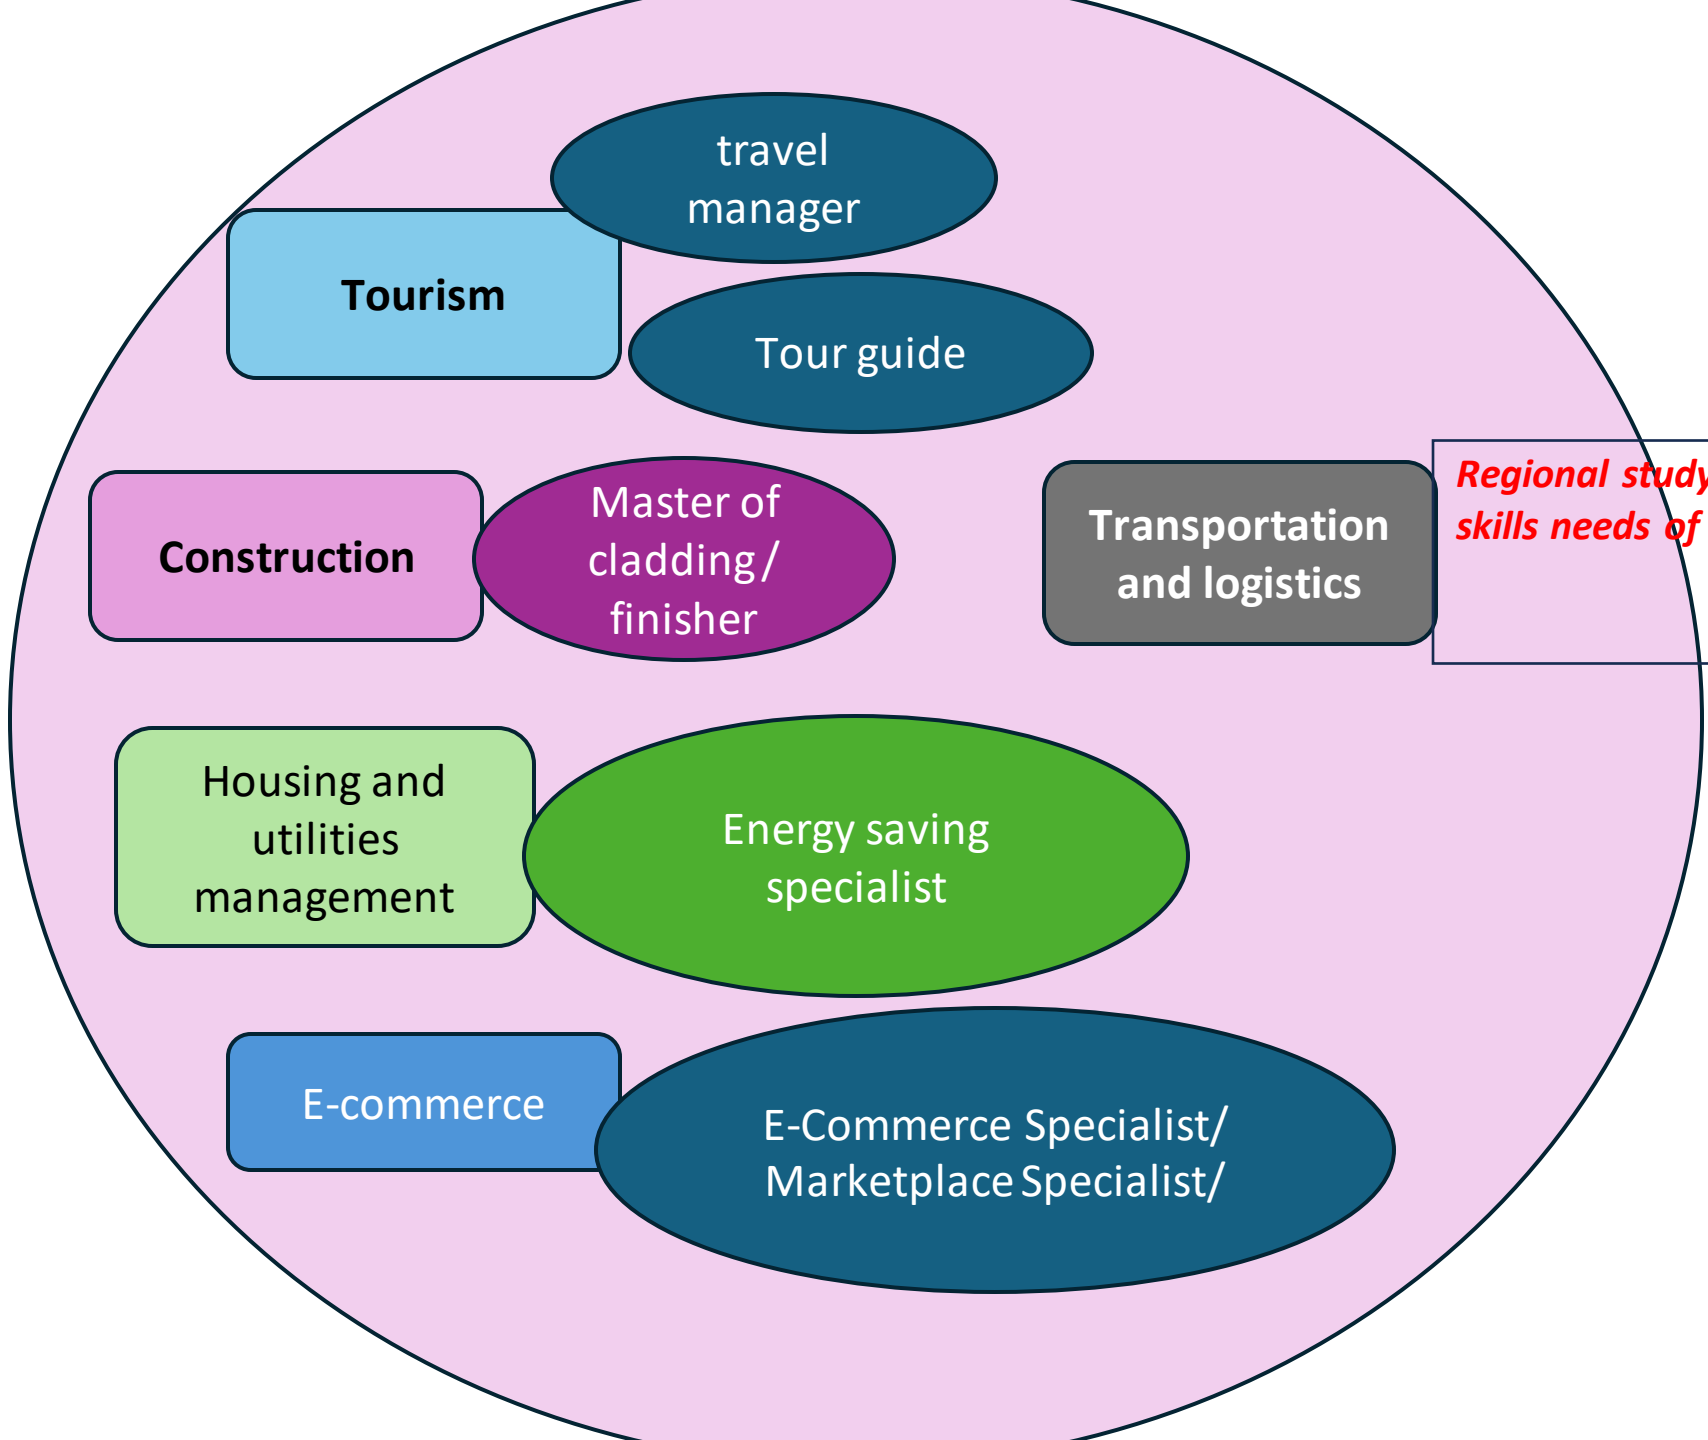 travel
manager
Tourism
Tour guide
Construction
Master of
cladding/
finisher
Transportation
and logistics
Regional study
skills needs of
Housing and
utilities
management
Energy saving
specialist
E-commerce
E-Commerce Specialist/
Marketplace Specialist/